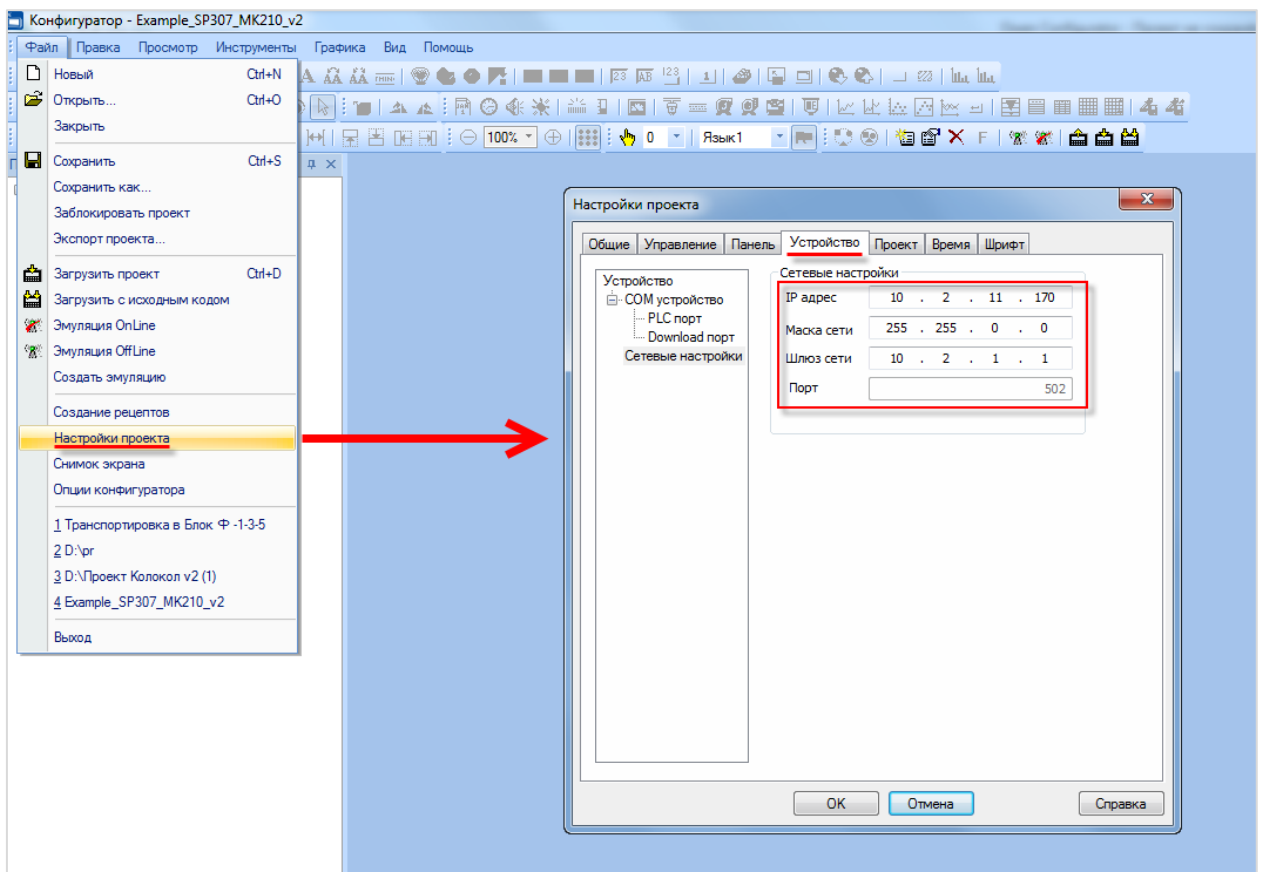 Конфигуратор - Example_SP307_MK210_v2
Файл Правка Просмотр Инструменты Графика Вид Помощь
Новый Ctrl+N
Открыть... Ctrl+O
Закрыть
Сохранить Ctrl+S
Сохранить как...
Заблокировать проект
Экспорт проекта...
Загрузить проект Ctrl+D
Загрузить с исходным кодом
Эмуляция OnLine
Эмуляция OffLine
Создать эмуляцию
Создание рецептов
Настройки проекта
Снимок экрана
Опции конфигуратора
1 Транспортировка в Блок Ф -1-3-5
2 D:\pr
3 D:\Проект Колокол v2 (1)
4 Example_SP307_MK210_v2
Выход
100% 0 Язык1 F
Настройки проекта
Общие Управление Панель Устройство Проект Время Шрифт
Устройство
COM устройство
PLC порт
Download порт
Сетевые настройки
Сетевые настройки
IP адрес 10 . 2 . 11 . 170
Маска сети 255 . 255 . 0 . 0
Шлюз сети 10 . 2 . 1 . 1
Порт 502
OK Отмена Справка